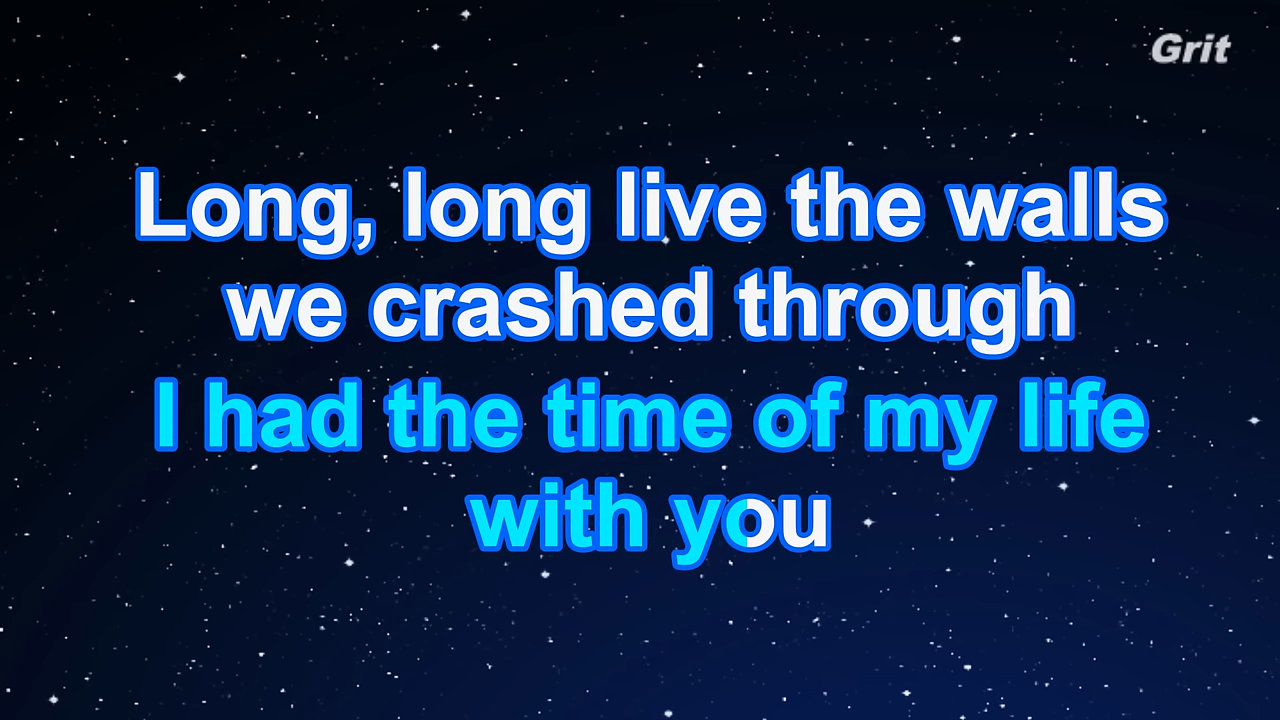 Grit
Long, long live the walls
we crashed through
I had the time of my life
with you